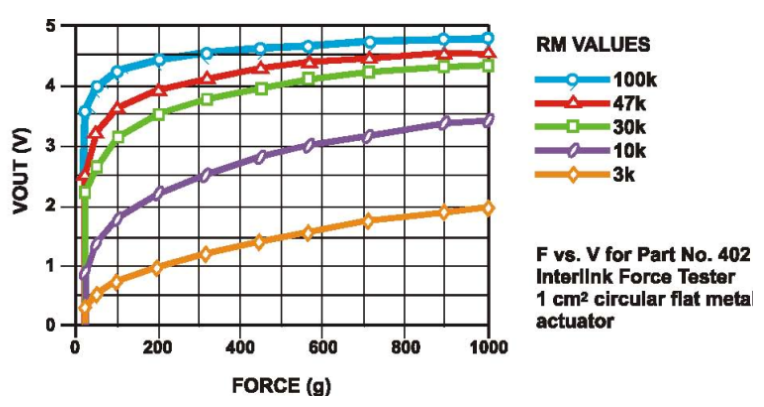 5
4
3
2
1
0
VOUT (V)
0 200 400 600 800 1000
FORCE (g)
RM VALUES
100k
47k
30k
10k
3k
F vs. V for Part No. 402
Interlink Force Tester
1 cm² circular flat metal
actuator